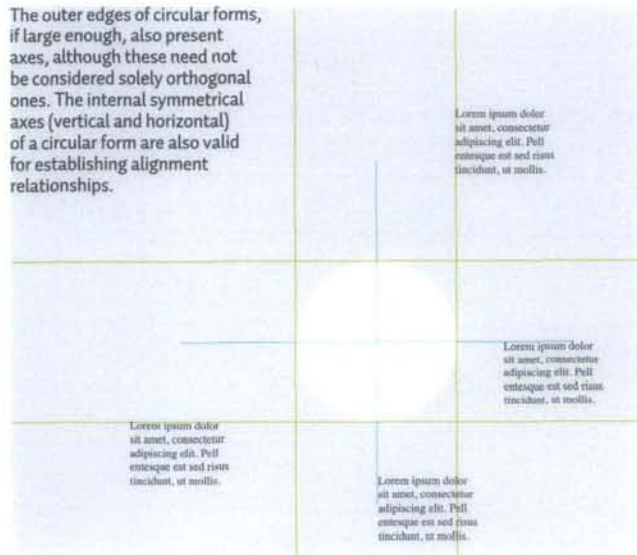 The outer edges of circular forms,
if large enough, also present
axes, although these need not
be considered solely orthogonal
ones. The internal symmetrical
axes (vertical and horizontal)
of a circular form are also valid
for establishing alignment
relationships.
Lorem ipsum dolor
sit amet, consectetur
adipiscing elit. Pell
entesque est sed risus
tincidunt, ut mollis.
Lorem ipsum dolor
sit amet, consectetur
adipiscing elit. Pell
entesque est sed risus
tincidunt, ut mollis.
Lorem ipsum dolor
sit amet, consectetur
adipiscing elit. Pell
entesque est sed risus
tincidunt, ut mollis.
Lorem ipsum dolor
sit amet, consectetur
adipiscing elit. Pell
entesque est sed risus
tincidunt, ut mollis.